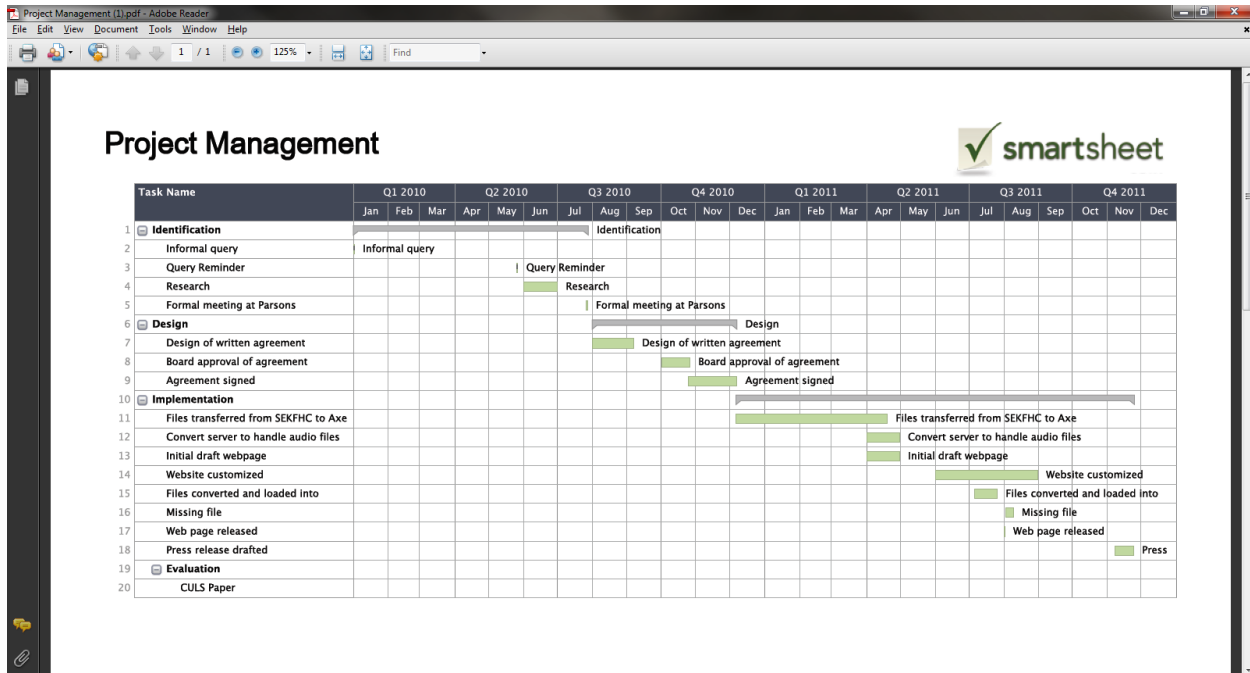 Project Management (1).pdf - Adobe Reader
File Edit View Document Tools Window Help
1 / 1 125% Find
Project Management
smartsheet
Task Name Q1 2010 Q2 2010 Q3 2010 Q4 2010 Q1 2011 Q2 2011 Q3 2011 Q4 2011
Jan Feb Mar Apr May Jun Jul Aug Sep Oct Nov Dec Jan Feb Mar Apr May Jun Jul Aug Sep Oct Nov Dec
1 Identification Identification
2 Informal query Informal query
3 Query Reminder Query Reminder
4 Research Research
5 Formal meeting at Parsons Formal meeting at Parsons
6 Design Design
7 Design of written agreement Design of written agreement
8 Board approval of agreement Board approval of agreement
9 Agreement signed Agreement signed
10 Implementation
11 Files transferred from SEKFHC to Axe Files transferred from SEKFHC to Axe
12 Convert server to handle audio files Convert server to handle audio files
13 Initial draft webpage Initial draft webpage
14 Website customized Website customized
15 Files converted and loaded into Files converted and loaded into
16 Missing file Missing file
17 Web page released Web page released
18 Press release drafted Press
19 Evaluation
20 CULS Paper